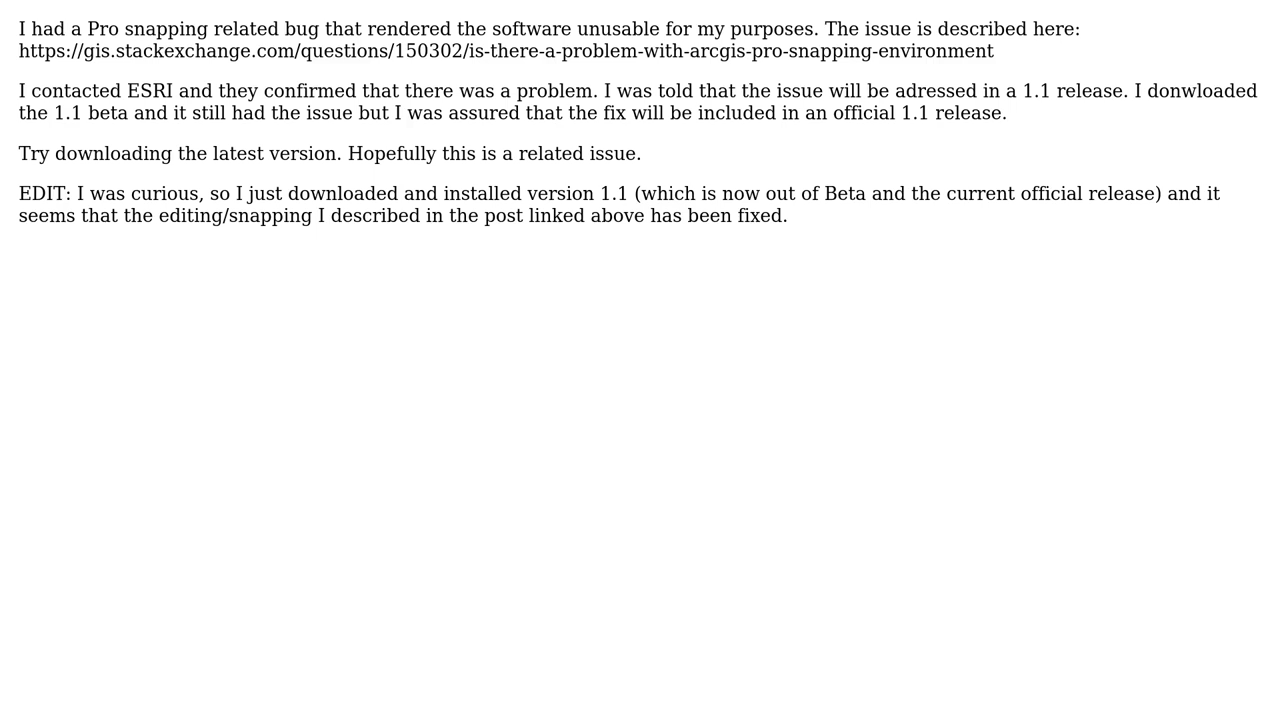 I had a Pro snapping related bug that rendered the software unusable for my purposes. The issue is described here:
https://gis.stackexchange.com/questions/150302/is-there-a-problem-with-arcgis-pro-snapping-environment
I contacted ESRI and they confirmed that there was a problem. I was told that the issue will be adressed in a 1.1 release. I donwloaded
the 1.1 beta and it still had the issue but I was assured that the fix will be included in an official 1.1 release.
Try downloading the latest version. Hopefully this is a related issue.
EDIT: I was curious, so I just downloaded and installed version 1.1 (which is now out of Beta and the current official release) and it
seems that the editing/snapping I described in the post linked above has been fixed.